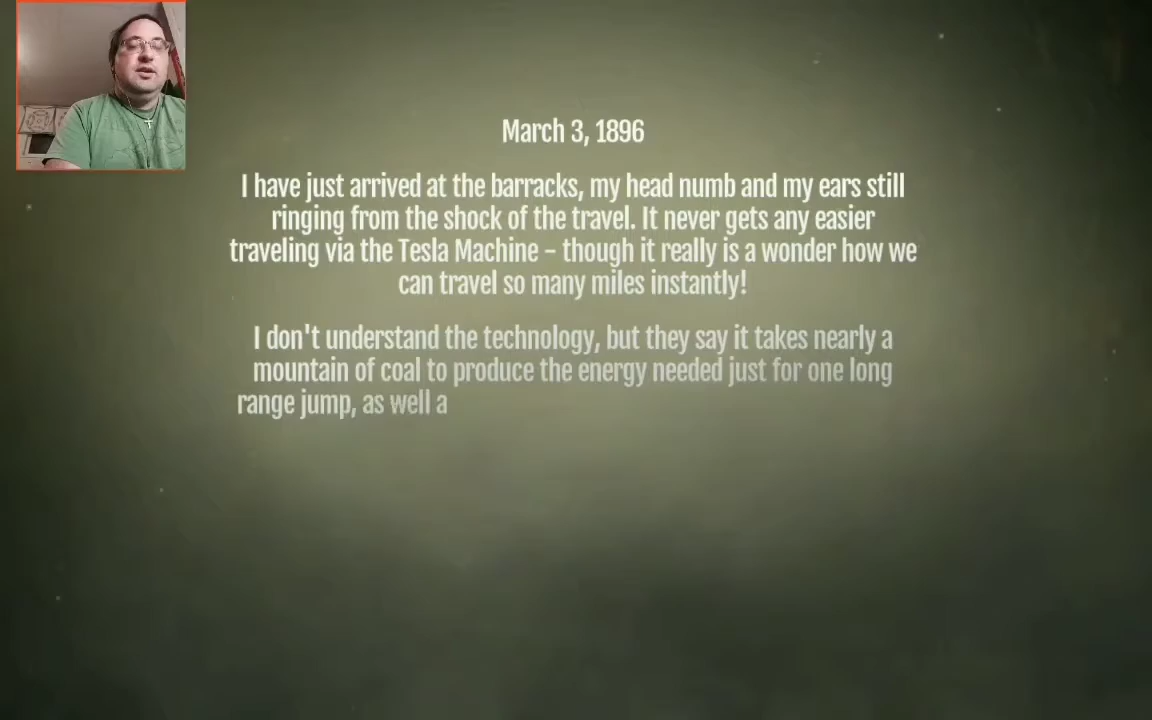 March 3, 1896
I have just arrived at the barracks, my head numb and my ears still
ringing from the shock of the travel. It never gets any easier
traveling via the Tesla Machine - though it really is a wonder how we
can travel so many miles instantly!
I don't understand the technology, but they say it takes nearly a
mountain of coal to produce the energy needed just for one long
range jump, as well a